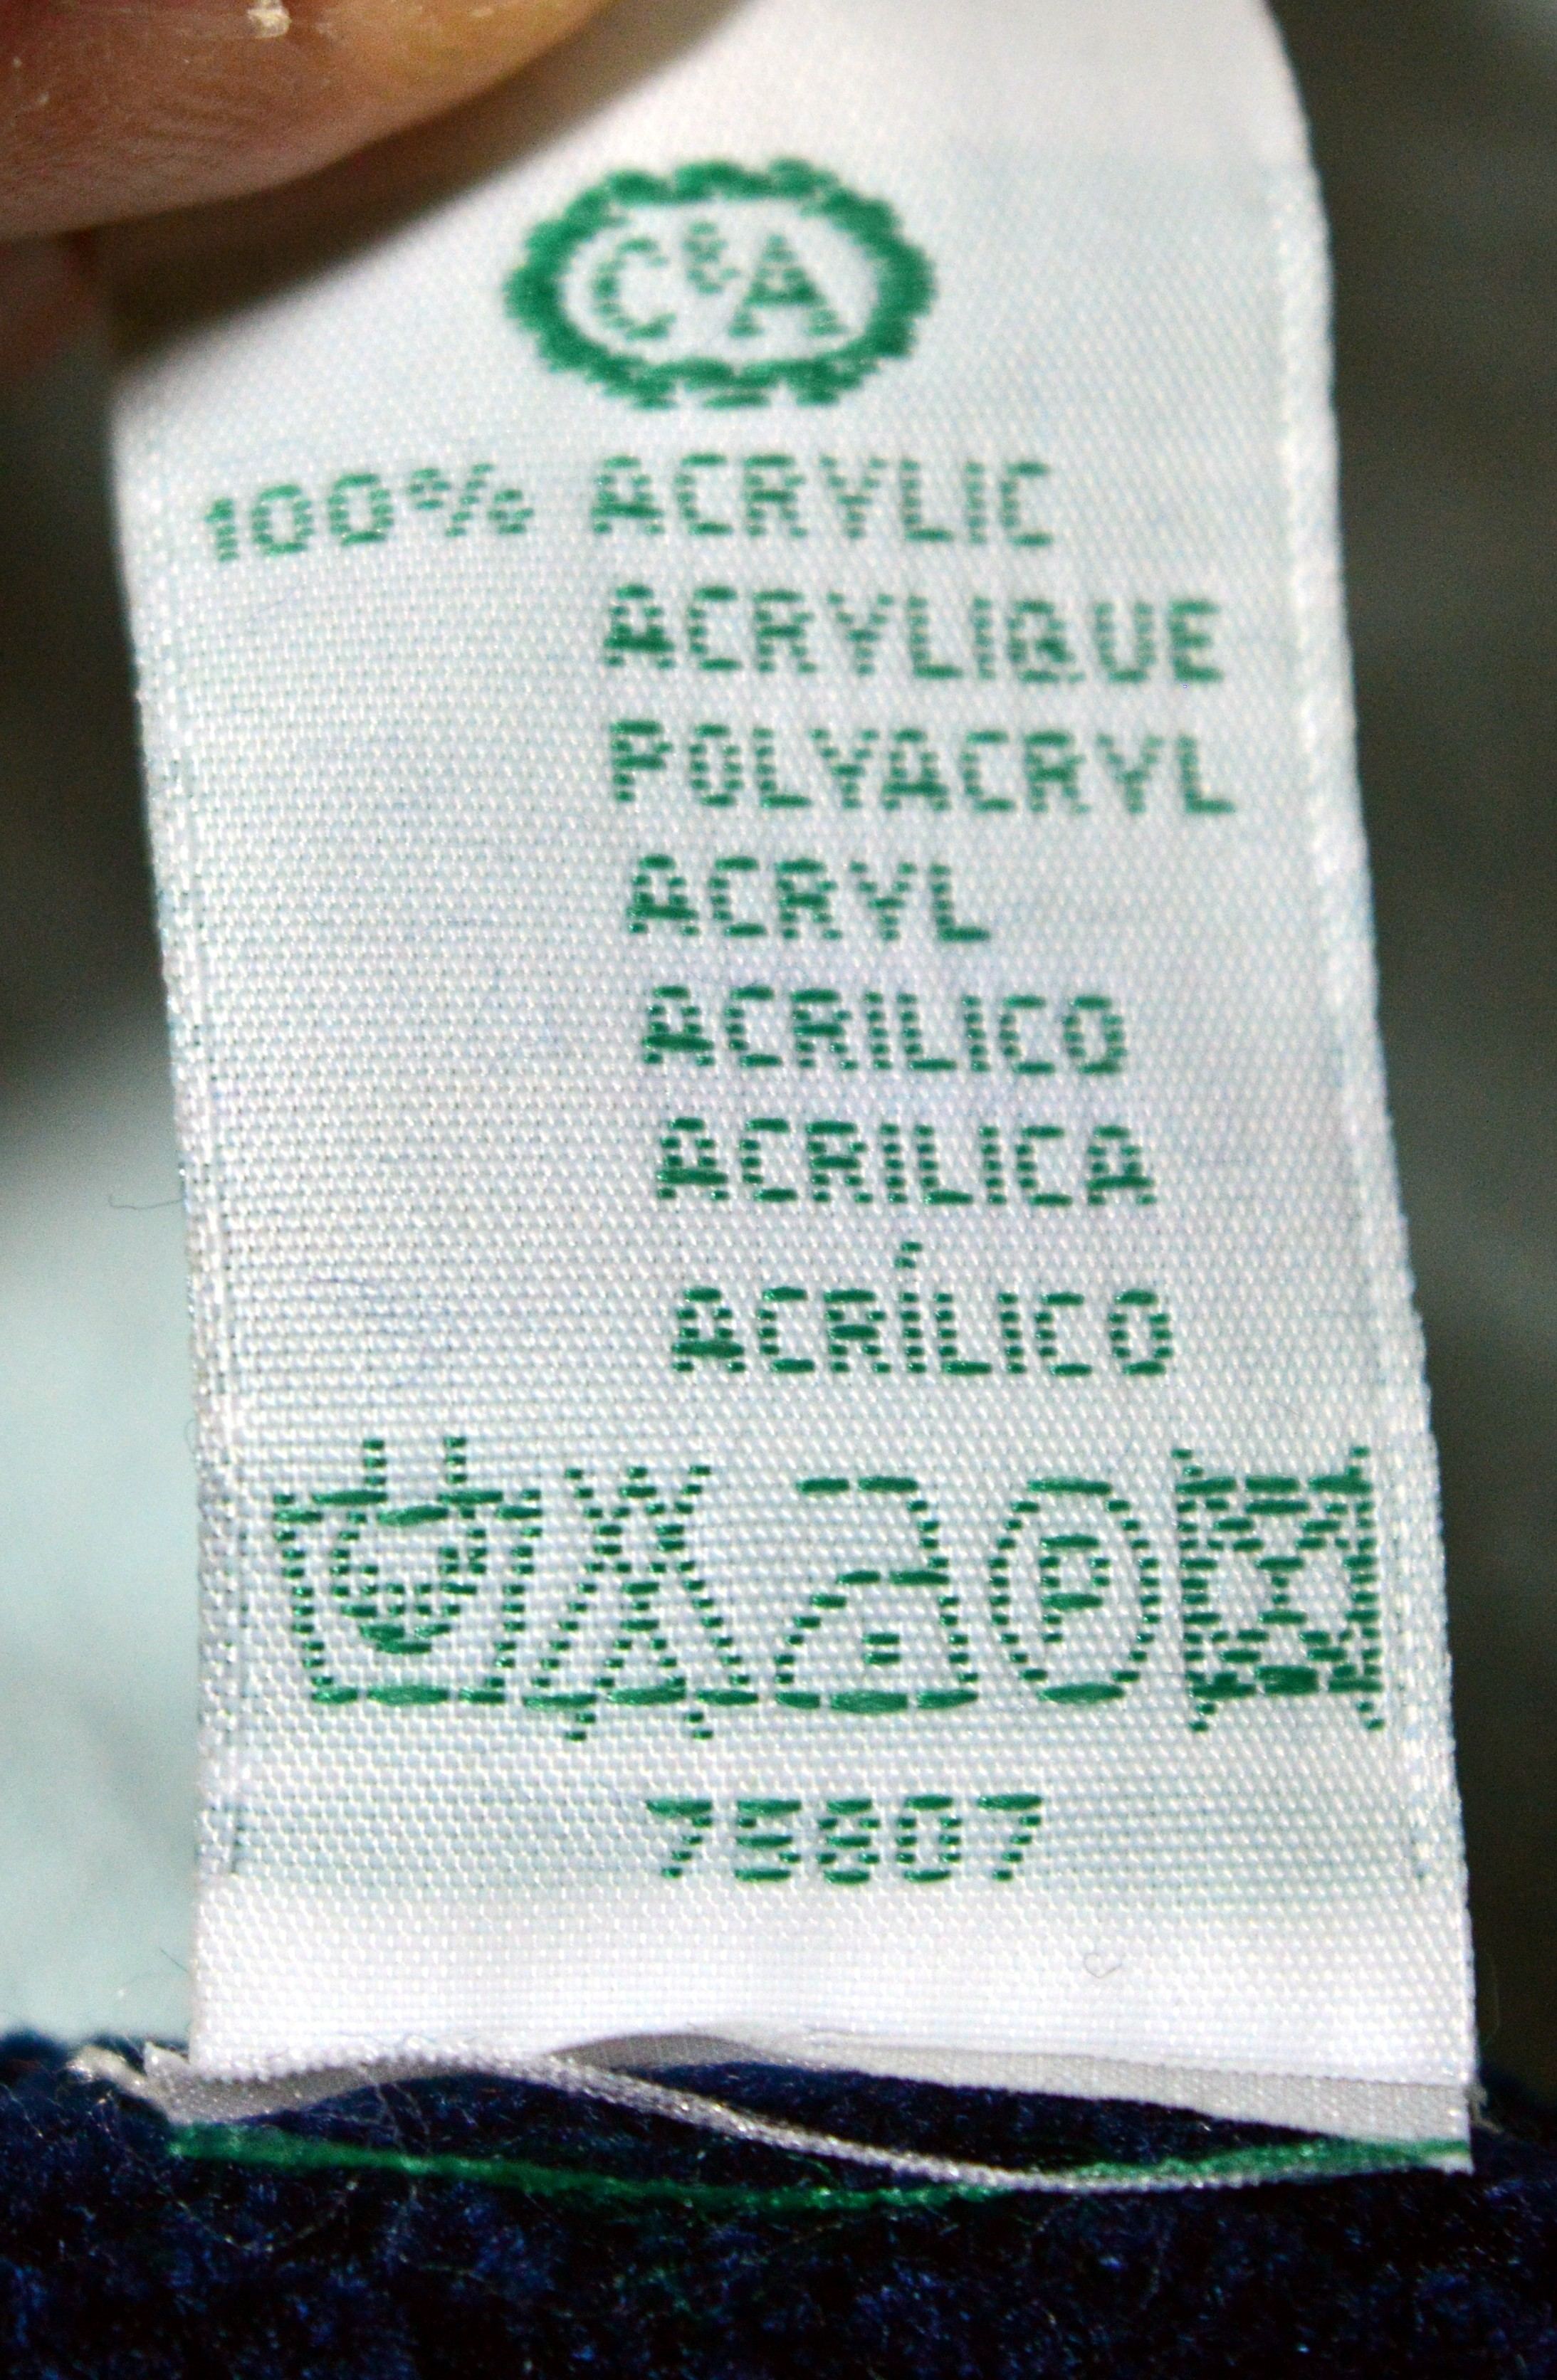 C&A
100% ACRYLIC
ACRYLIQUE
POLYACRYL
ACRYL
ACRILICO
ACRILICA
ACRÍLICO
P
75607